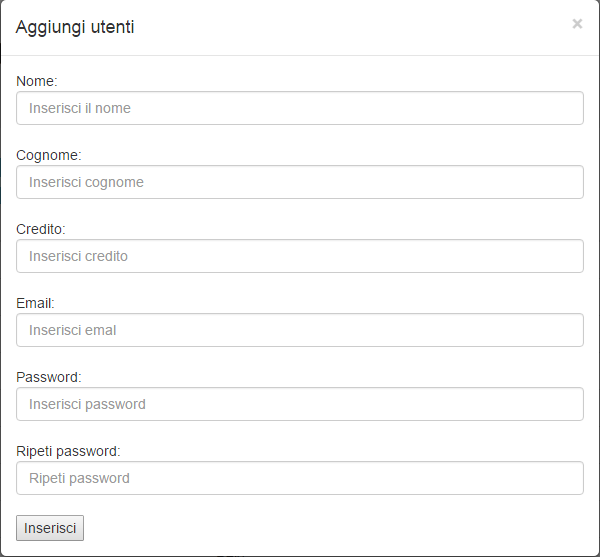 Aggiungi utenti
×
Nome:
Inserisci il nome
Cognome:
Inserisci cognome
Credito:
Inserisci credito
Email:
Inserisci emal
Password:
Inserisci password
Ripeti password:
Ripeti password
Inserisci